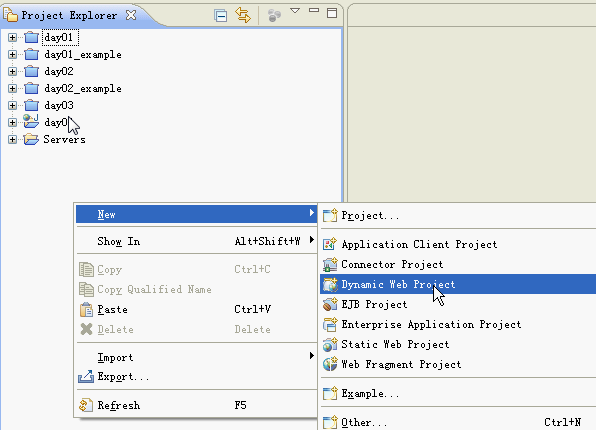 Project Explorer
day01
day01_example
day02
day02_example
day03
Servers
New
Show In Alt+Shift+W
Copy Ctrl+C
Copy Qualified Name
Paste Ctrl+V
Delete Delete
Import
Export...
Refresh F5
Project...
Application Client Project
Connector Project
Dynamic Web Project
EJB Project
Enterprise Application Project
Static Web Project
Web Fragment Project
Example...
Other... Ctrl+N